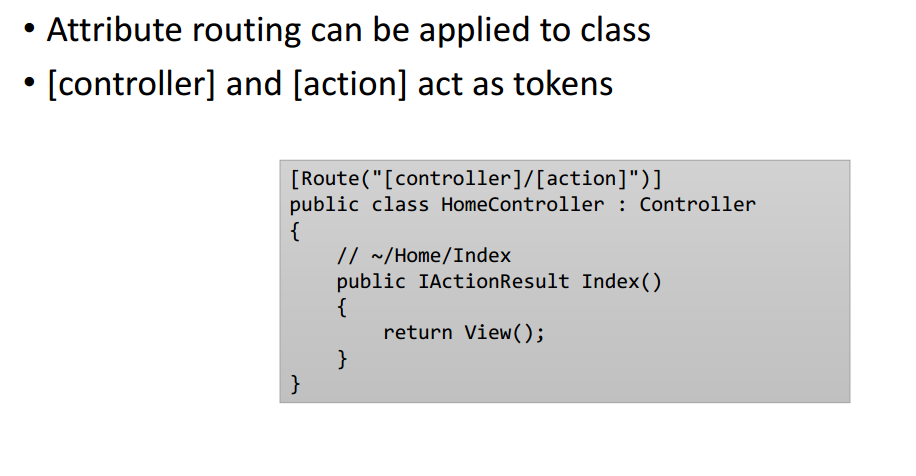 • Attribute routing can be applied to class
• [controller] and [action] act as tokens
[Route("[controller]/[action]")]
public class HomeController : Controller
{
    // ~/Home/Index
    public IActionResult Index()
    {
        return View();
    }
}